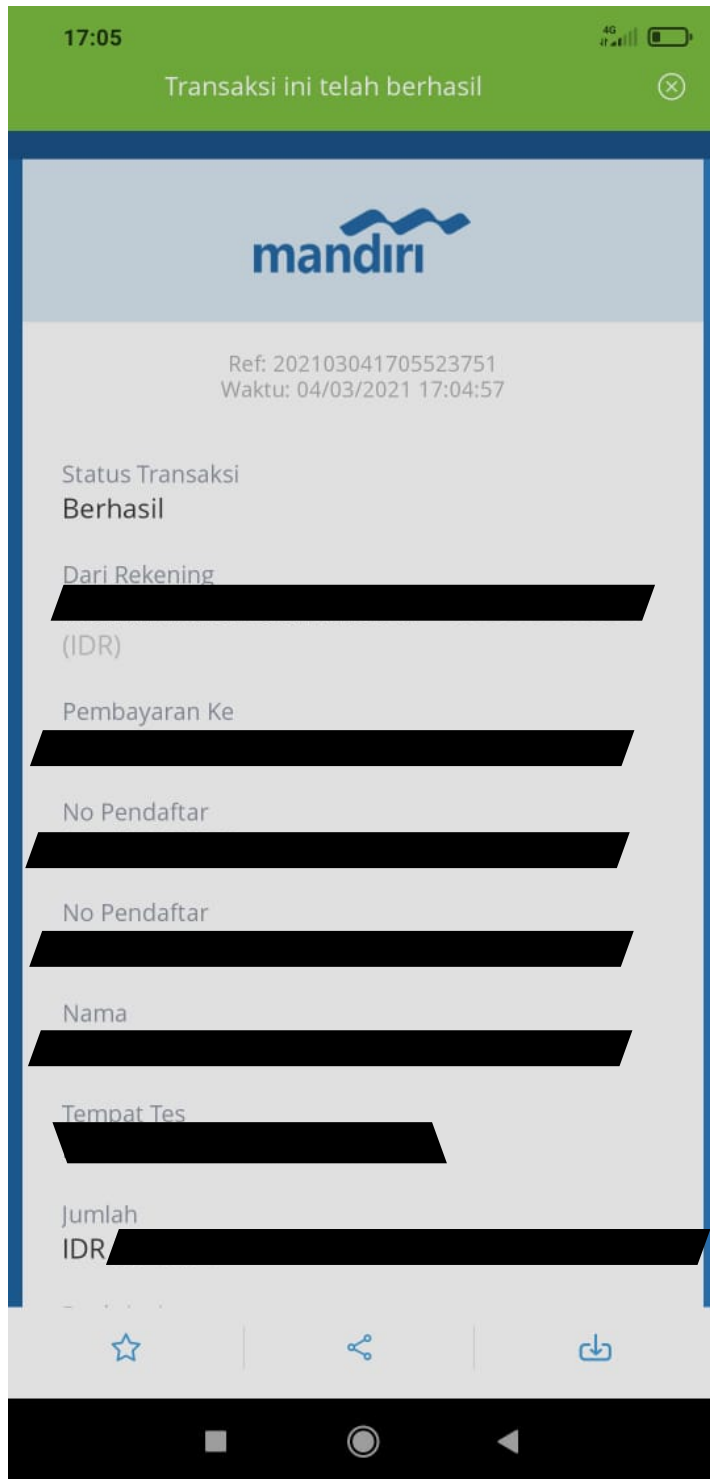 17:05
4G
Transaksi ini telah berhasil
mandiri
Ref: 202103041705523751
Waktu: 04/03/2021 17:04:57
Status Transaksi
Berhasil
Dari Rekening
(IDR)
Pembayaran Ke
No Pendaftar
No Pendaftar
Nama
Tempat Tes
Jumlah
IDR